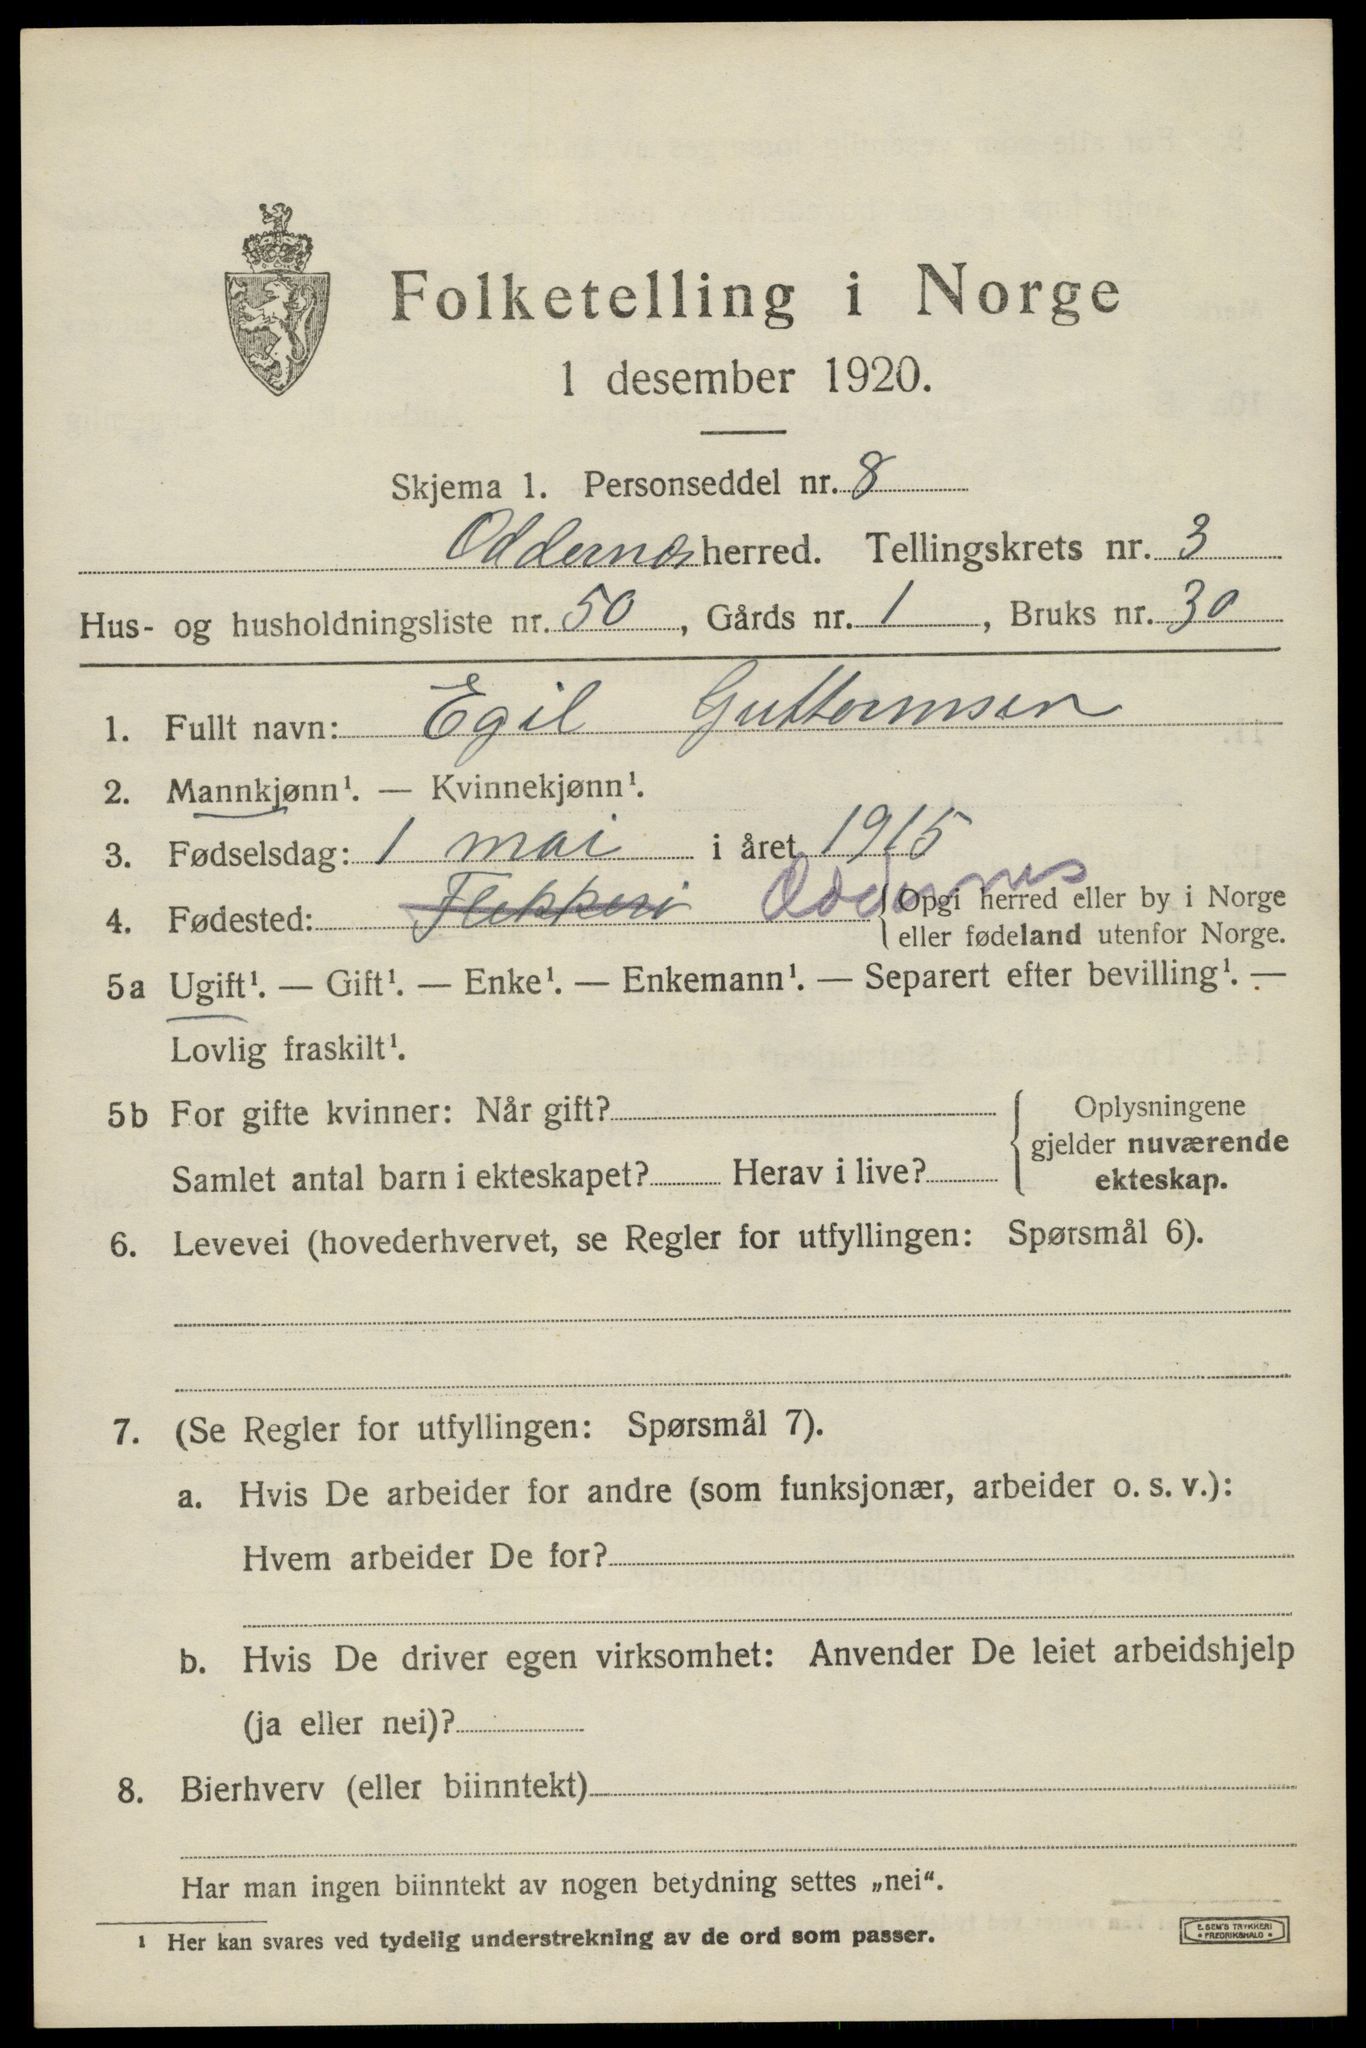 Folketelling i Norge
1 desember 1920.
Skjema 1. Personseddel nr. 8
Oddernes herred. Tellingskrets nr. 3
Hus- og husholdningsliste nr. 50, Gårds nr. 1, Bruks nr. 30
1. Fullt navn: Egil Guttormsen
2. Mannkjønn¹. — Kvinnekjønn¹.
3. Fødselsdag: 1 mai i året 1915
4. Fødested: Flekkerö Oddernes {Opgi herred eller by i Norge
eller fødeland utenfor Norge.
5a Ugift¹. — Gift¹. — Enke¹. — Enkemann¹. — Separert efter bevilling¹. —
Lovlig fraskilt¹.
5b For gifte kvinner: Når gift?
Samlet antal barn i ekteskapet? Herav i live?
{Oplysningene
gjelder nuværende
ekteskap.
6. Levevei (hovederhvervet, se Regler for utfyllingen: Spørsmål 6).
7. (Se Regler for utfyllingen: Spørsmål 7).
a. Hvis De arbeider for andre (som funksjonær, arbeider o. s. v.):
Hvem arbeider De for?
b. Hvis De driver egen virksomhet: Anvender De leiet arbeidshjelp
(ja eller nei)?
8. Bierhverv (eller biinntekt)
Har man ingen biinntekt av nogen betydning settes „nei“.
¹ Her kan svares ved tydelig understrekning av de ord som passer.
E. SEM'S TRYKKERI
• FREDRIKSHALD •